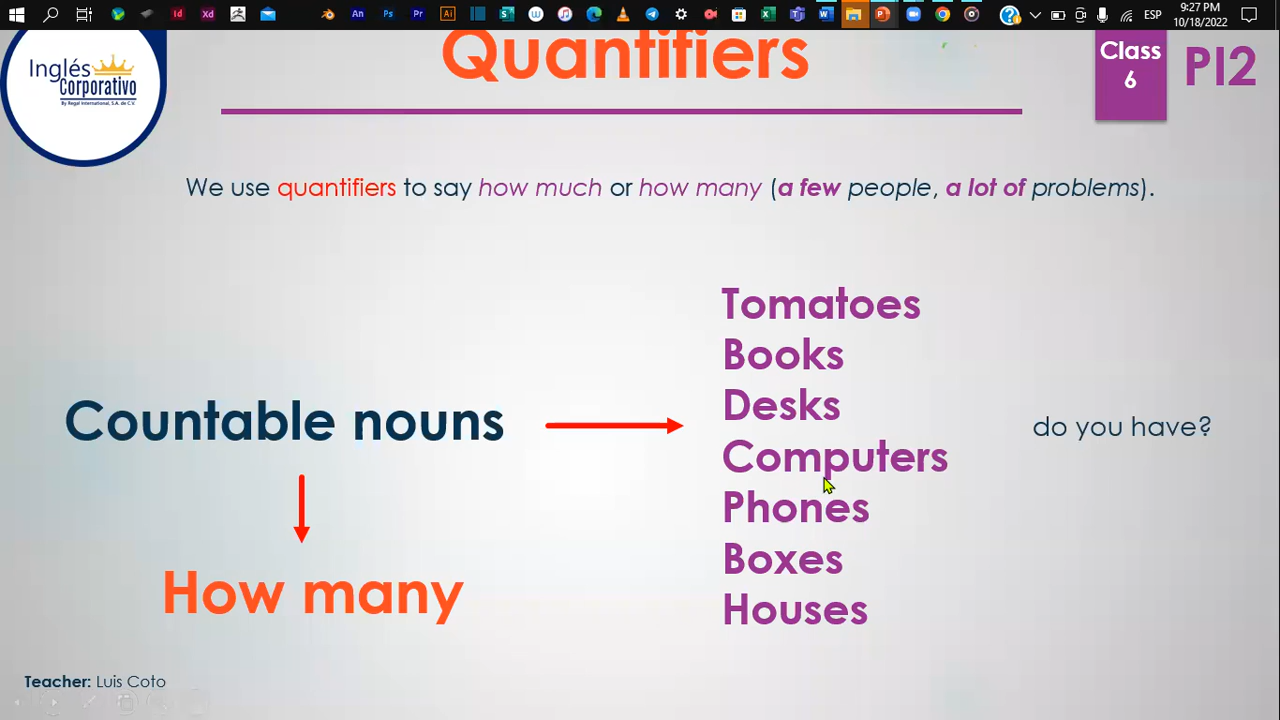 9:27 PM
ESP
10/18/2022
Quantifiers
Inglés
Corporativo
By Regal International, S.A. de C.V.
Class
6
PI2
We use quantifiers to say how much or how many (a few people, a lot of problems).
Tomatoes
Books
Desks
Countable nouns
do you have?
Computers
Phones
Boxes
How many
Houses
Teacher: Luis Coto